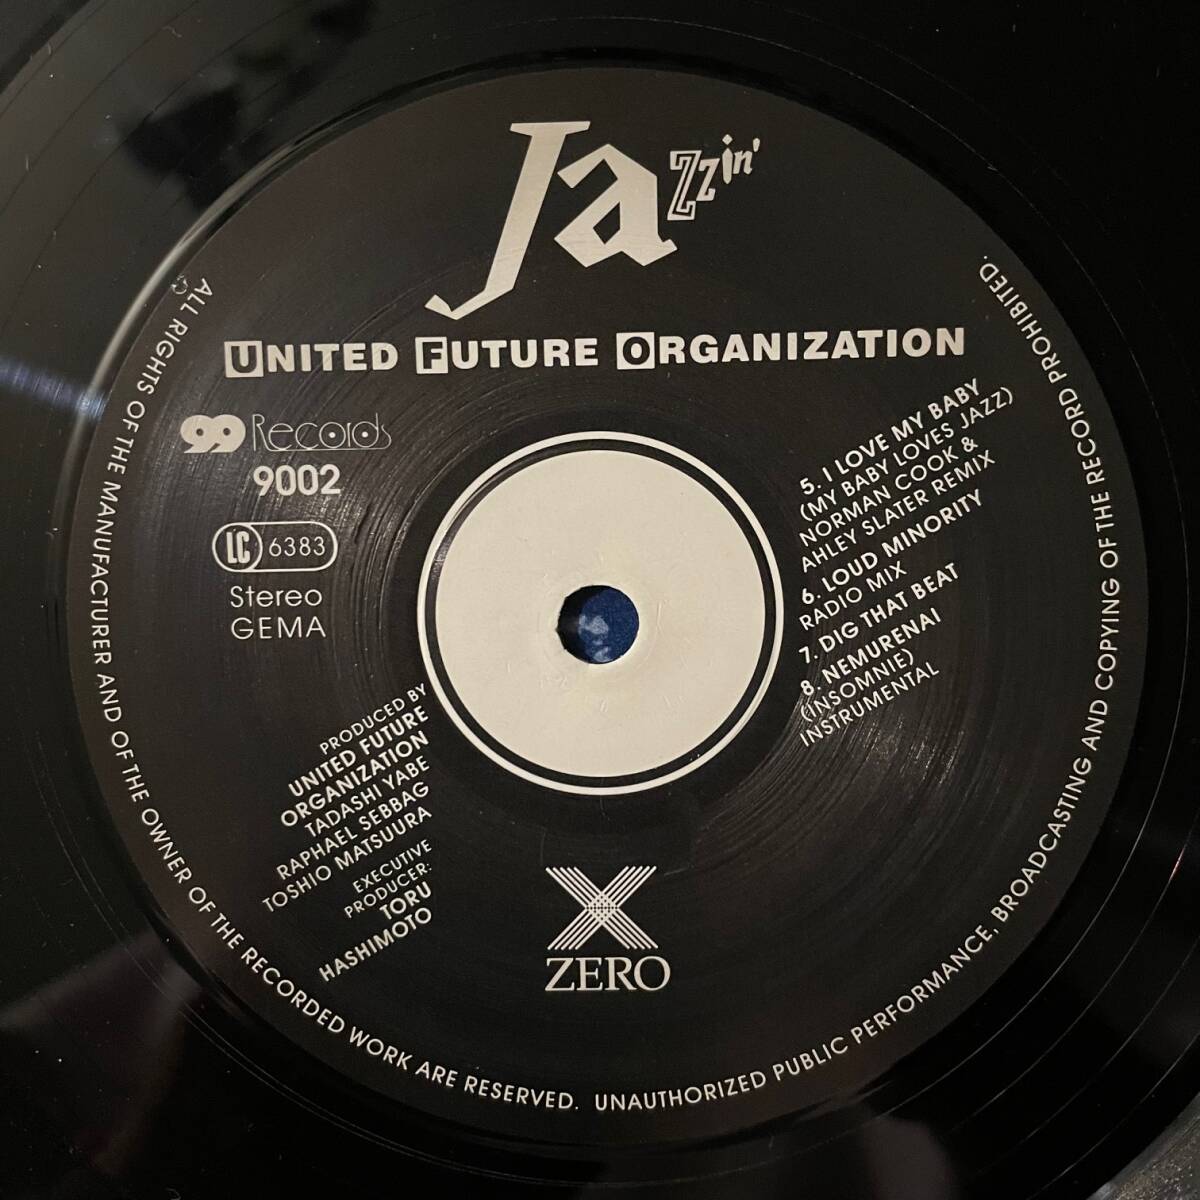 Jazzin'
UNITED FUTURE ORGANIZATION
99 Records
9002
LC 6383
Stereo
GEMA
5. I LOVE MY BABY
(MY BABY LOVES JAZZ)
NORMAN COOK &
AHLEY SLATER REMIX
6. LOUD MINORITY
RADIO MIX
7. DIG THAT BEAT
8. NEMURENAI
(INSOMNIE)
INSTRUMENTAL
PRODUCED BY
UNITED FUTURE
ORGANIZATION
TADASHI YABE
RAPHAEL SEBBAG
TOSHIO MATSUURA
EXECUTIVE
PRODUCER:
TORU
HASHIMOTO
ZERO
ALL RIGHTS OF THE MANUFACTURER AND OF THE OWNER OF THE RECORDED WORK ARE RESERVED. UNAUTHORIZED PUBLIC PERFORMANCE, BROADCASTING AND COPYING OF THE RECORD PROHIBITED.